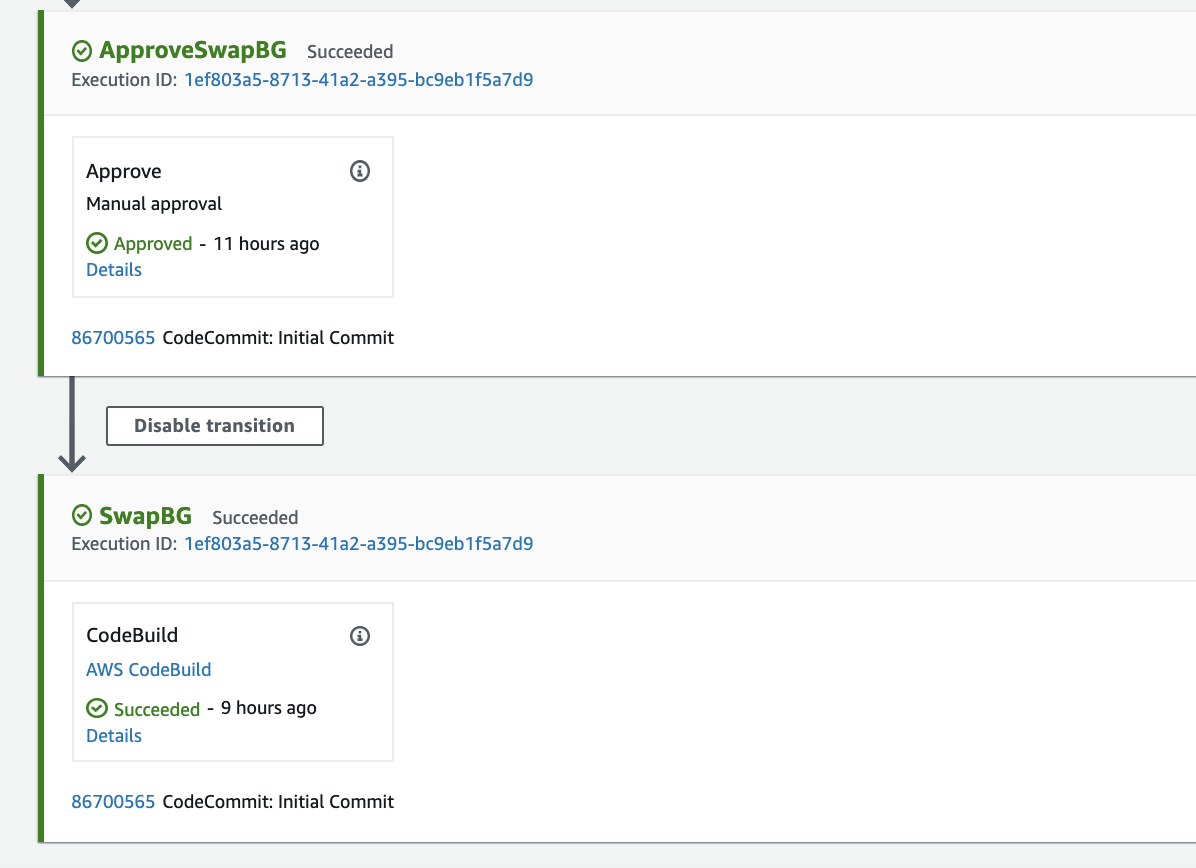 ApproveSwapBG Succeeded
Execution ID: 1ef803a5-8713-41a2-a395-bc9eb1f5a7d9
Approve
Manual approval
Approved - 11 hours ago
Details
86700565 CodeCommit: Initial Commit
Disable transition
SwapBG Succeeded
Execution ID: 1ef803a5-8713-41a2-a395-bc9eb1f5a7d9
CodeBuild
AWS CodeBuild
Succeeded - 9 hours ago
Details
86700565 CodeCommit: Initial Commit